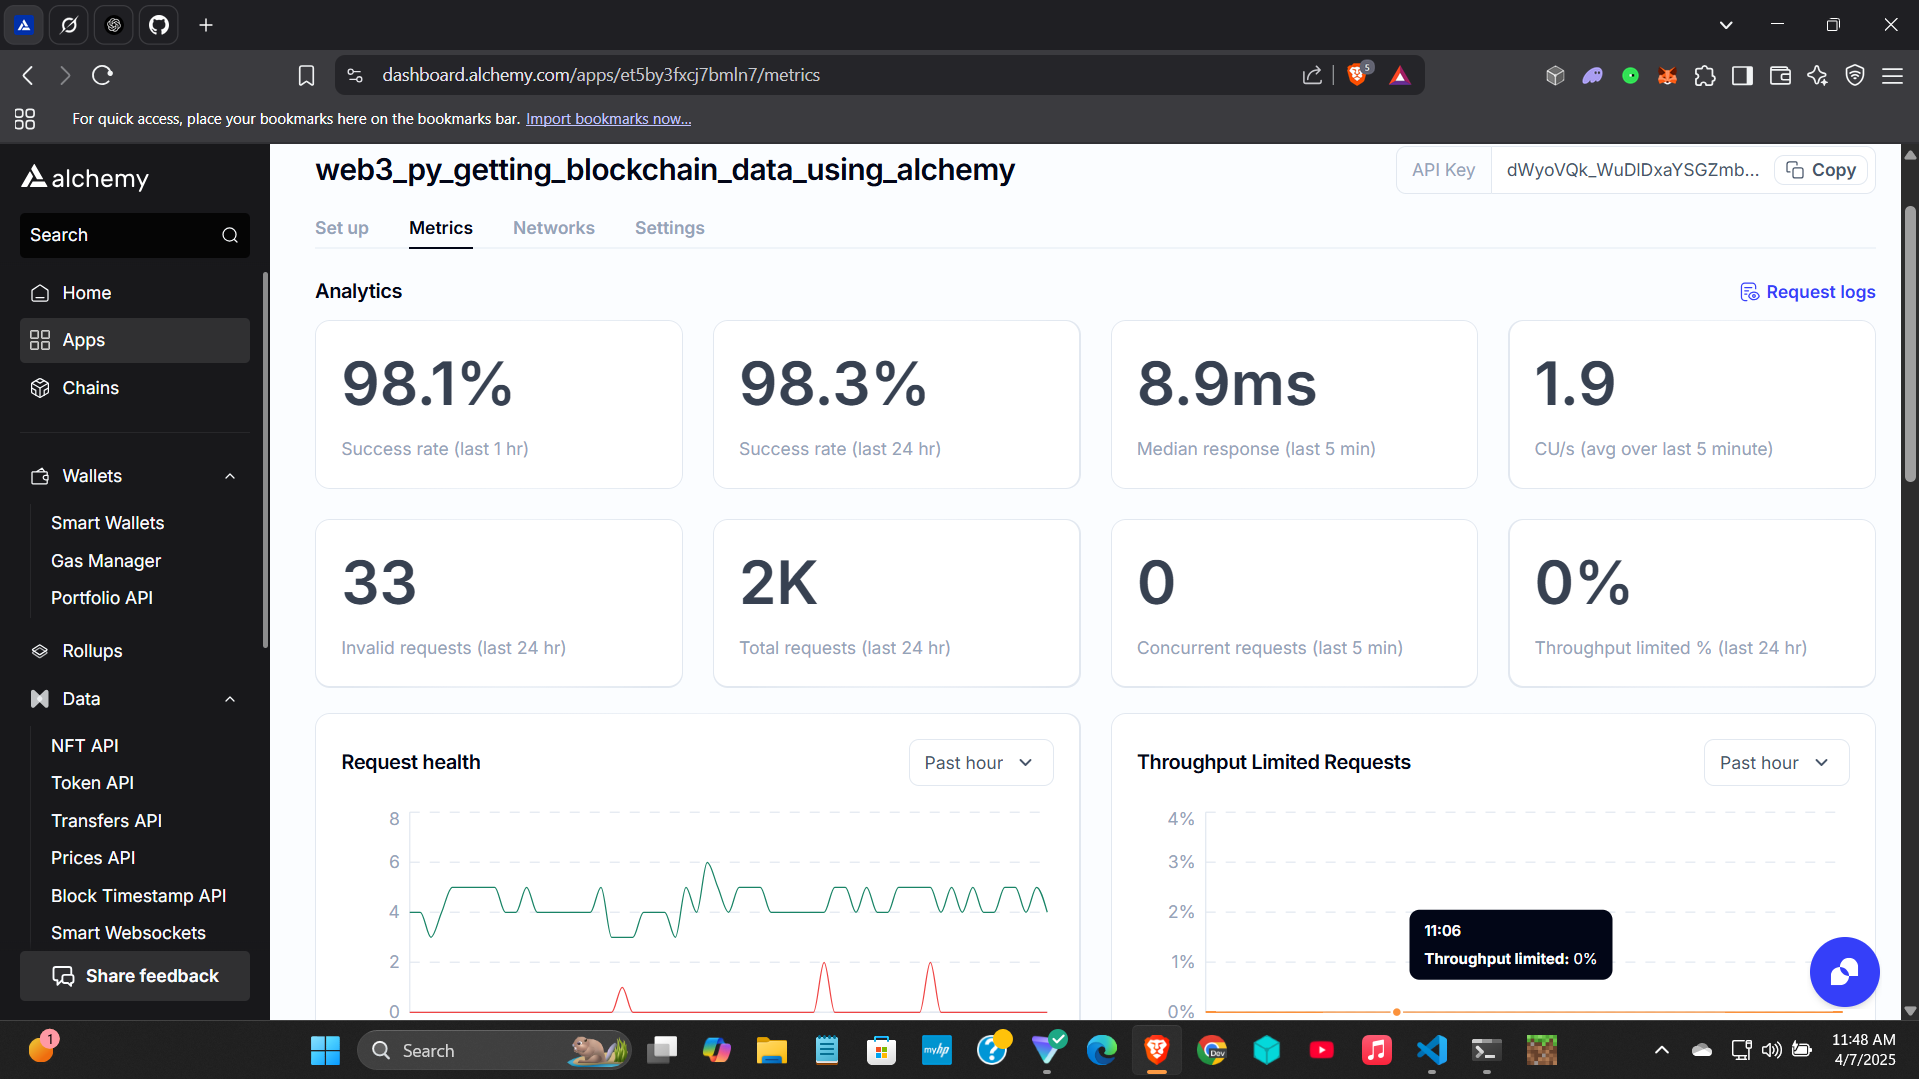 dashboard.alchemy.com/apps/et5by3fxcj7bmln7/metrics
5
For quick access, place your bookmarks here on the bookmarks bar. Import bookmarks now...
alchemy
Search
Home
Apps
Chains
Wallets
Smart Wallets
Gas Manager
Portfolio API
Rollups
Data
NFT API
Token API
Transfers API
Prices API
Block Timestamp API
Smart Websockets
Share feedback
web3_py_getting_blockchain_data_using_alchemy
API Key dWyoVQk_WuDlDxaYSGZmb... Copy
Set up Metrics Networks Settings
Analytics
Request logs
98.1%
Success rate (last 1 hr)
98.3%
Success rate (last 24 hr)
8.9ms
Median response (last 5 min)
1.9
CU/s (avg over last 5 minute)
33
Invalid requests (last 24 hr)
2K
Total requests (last 24 hr)
0
Concurrent requests (last 5 min)
0%
Throughput limited % (last 24 hr)
Request health
Past hour
8
6
4
2
0
Throughput Limited Requests
Past hour
4%
3%
2%
1%
0%
11:06
Throughput limited: 0%
1
Search
myhp
Dev
11:48 AM
4/7/2025